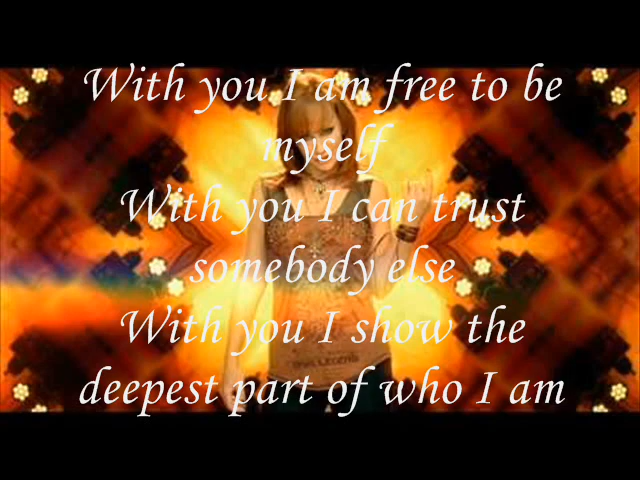 With you I am free to be
myself
With you I can trust
somebody else
With you I show the
deepest part of who I am